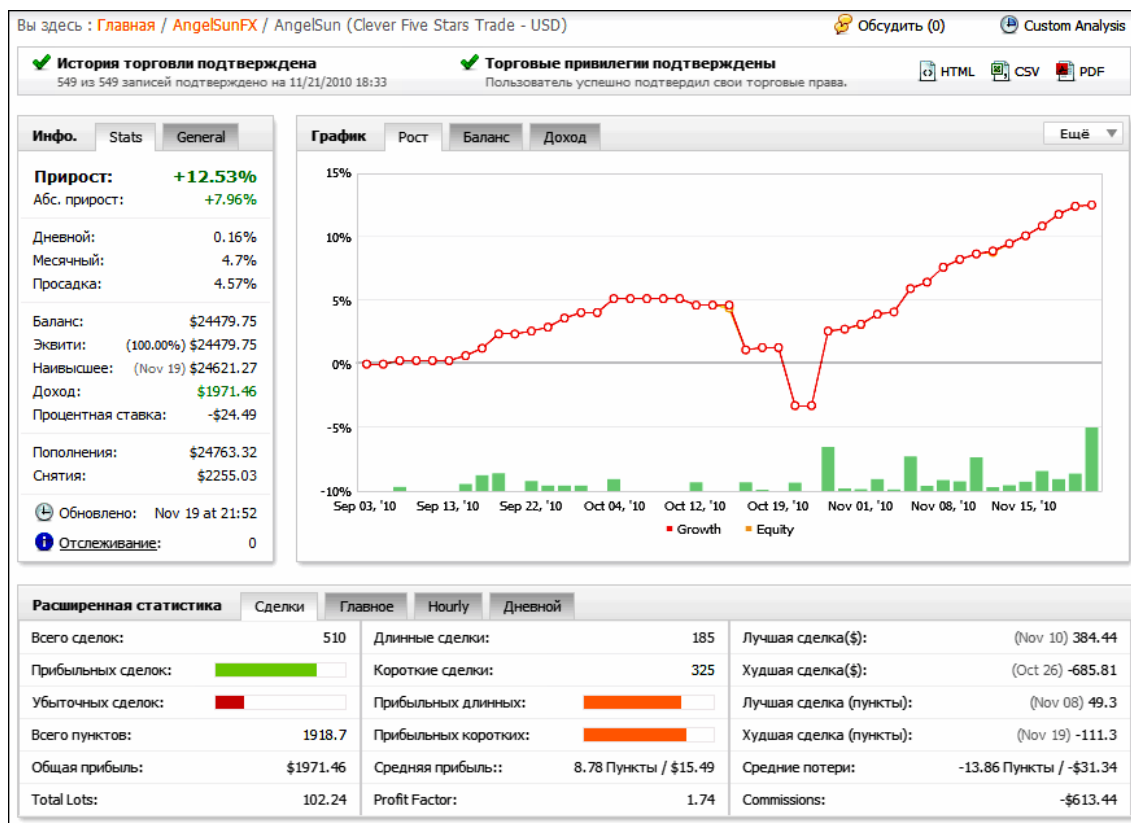 Вы здесь : Главная / AngelSunFX / AngelSun (Clever Five Stars Trade - USD)
Обсудить (0)
Custom Analysis
История торговли подтверждена
549 из 549 записей подтверждено на 11/21/2010 18:33
Торговые привилегии подтверждены
Пользователь успешно подтвердил свои торговые права.
HTML
CSV
PDF
Инфо. Stats General
Прирост: +12.53%
Абс. прирост: +7.96%
Дневной: 0.16%
Месячный: 4.7%
Просадка: 4.57%
Баланс: $24479.75
Эквити: (100.00%) $24479.75
Наивысшее: (Nov 19) $24621.27
Доход: $1971.46
Процентная ставка: -$24.49
Пополнения: $24763.32
Снятия: $2255.03
Обновлено: Nov 19 at 21:52
Отслеживание: 0
График Рост Баланс Доход Ещё
15%
10%
5%
0%
-5%
-10%
Sep 03, '10 Sep 13, '10 Sep 22, '10 Oct 04, '10 Oct 12, '10 Oct 19, '10 Nov 01, '10 Nov 08, '10 Nov 15, '10
Growth Equity
Расширенная статистика Сделки Главное Hourly Дневной
Всего сделок: 510 Длинные сделки: 185 Лучшая сделка($): (Nov 10) 384.44
Прибыльных сделок: Короткие сделки: 325 Худшая сделка($): (Oct 26) -685.81
Убыточных сделок: Прибыльных длинных: Лучшая сделка (пункты): (Nov 08) 49.3
Всего пунктов: 1918.7 Прибыльных коротких: Худшая сделка (пункты): (Nov 19) -111.3
Общая прибыль: $1971.46 Средняя прибыль:: 8.78 Пункты / $15.49 Средние потери: -13.86 Пункты / -$31.34
Total Lots: 102.24 Profit Factor: 1.74 Commissions: -$613.44